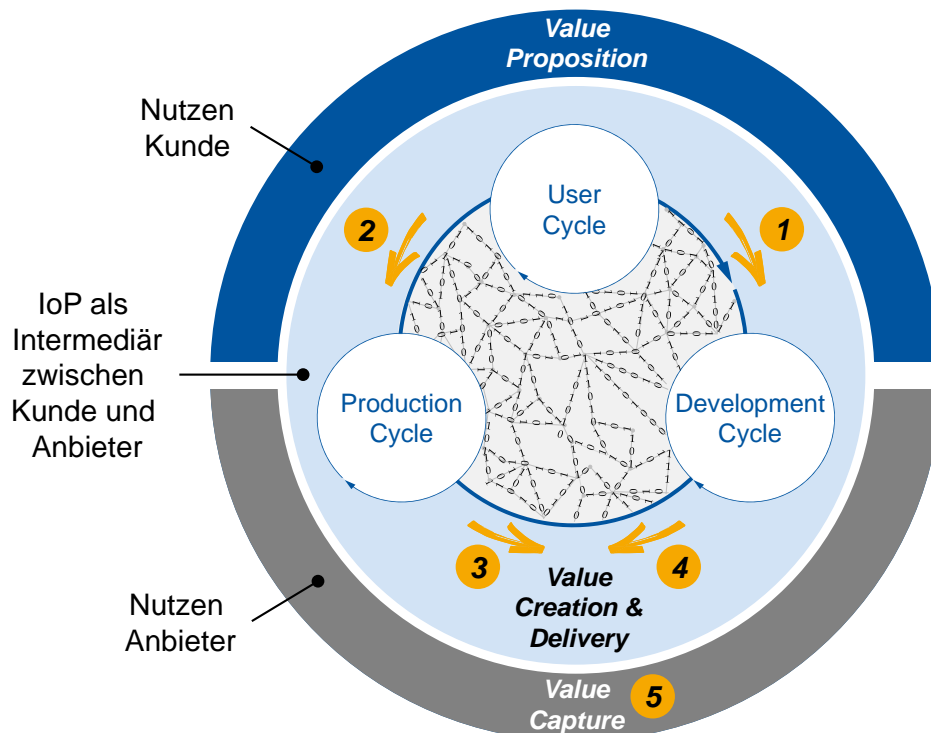 Value
Proposition
Nutzen
Kunde
User
Cycle
2
1
IoP als
Intermediär
zwischen
Kunde und
Anbieter
Production
Cycle
Development
Cycle
3
4
Value
Creation &
Delivery
Nutzen
Anbieter
Value
Capture
5